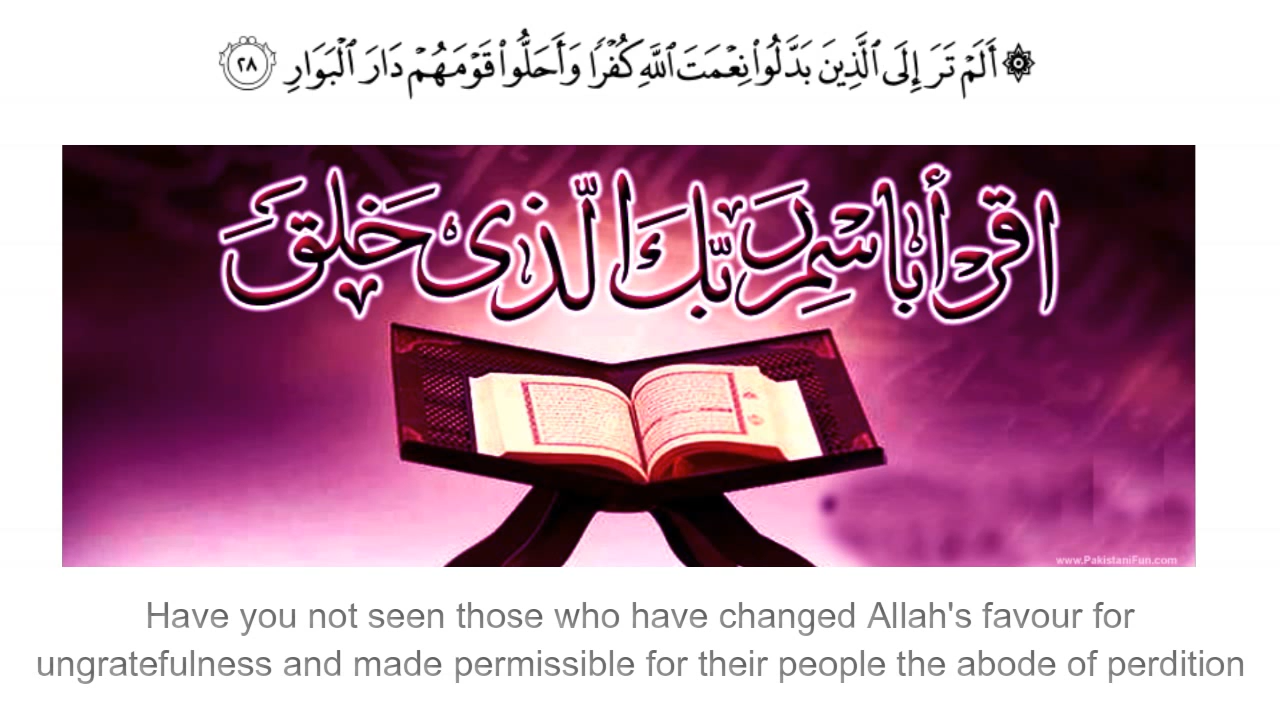 ۞ أَلَمْ تَرَ إِلَى ٱلَّذِينَ بَدَّلُوا۟ نِعْمَتَ ٱللَّهِ كُفْرًا وَأَحَلُّوا۟ قَوْمَهُمْ دَارَ ٱلْبَوَارِ ٢٨
اقرأ باسم ربك الذى خلق
www.PakistaniFun.com
Have you not seen those who have changed Allah's favour for
ungratefulness and made permissible for their people the abode of perdition